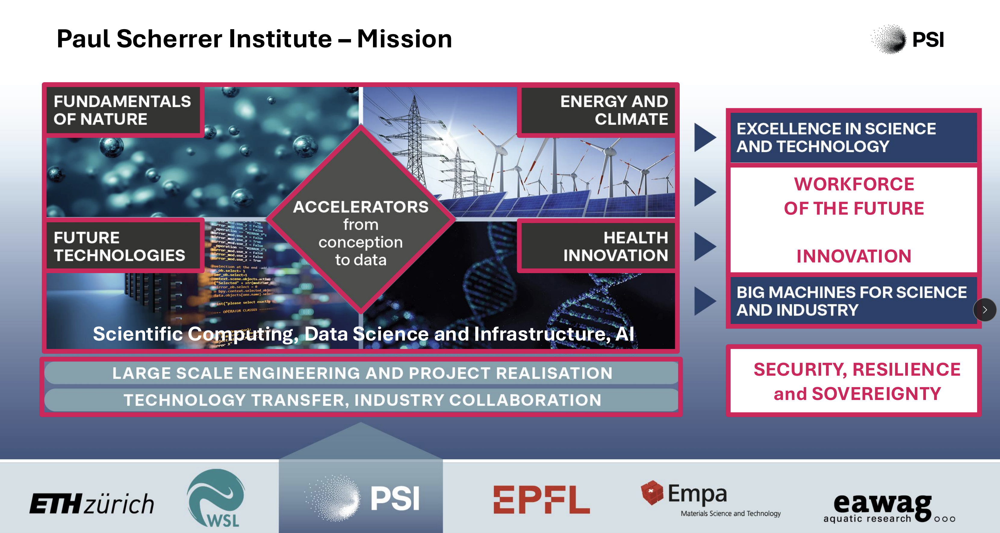 Paul Scherrer Institute – Mission
PSI
FUNDAMENTALS
OF NATURE
ENERGY AND
CLIMATE
ACCELERATORS
from
conception
to data
FUTURE
TECHNOLOGIES
HEALTH
INNOVATION
Scientific Computing, Data Science and Infrastructure, AI
LARGE SCALE ENGINEERING AND PROJECT REALISATION
TECHNOLOGY TRANSFER, INDUSTRY COLLABORATION
EXCELLENCE IN SCIENCE
AND TECHNOLOGY
WORKFORCE
OF THE FUTURE
INNOVATION
BIG MACHINES FOR SCIENCE
AND INDUSTRY
SECURITY, RESILIENCE
and SOVEREIGNTY
ETH zürich
WSL
PSI
EPFL
Empa
Materials Science and Technology
eawag
aquatic research